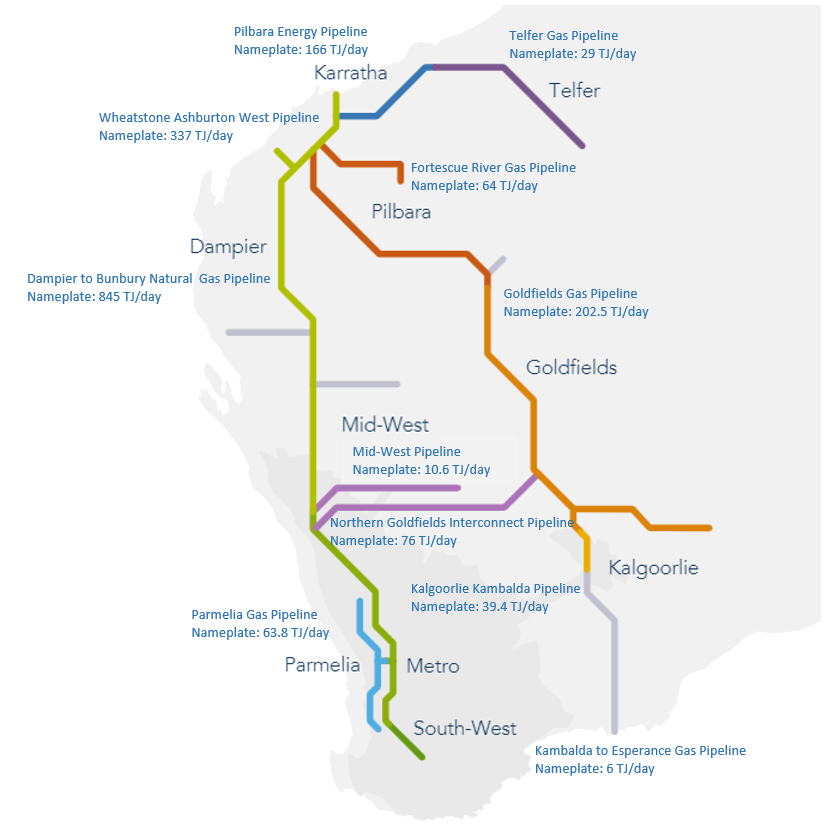 Pilbara Energy Pipeline
Nameplate: 166 TJ/day
Telfer Gas Pipeline
Nameplate: 29 TJ/day
Karratha
Telfer
Wheatstone Ashburton West Pipeline
Nameplate: 337 TJ/day
Fortescue River Gas Pipeline
Nameplate: 64 TJ/day
Pilbara
Dampier
Dampier to Bunbury Natural Gas Pipeline
Nameplate: 845 TJ/day
Goldfields Gas Pipeline
Nameplate: 202.5 TJ/day
Goldfields
Mid-West
Mid-West Pipeline
Nameplate: 10.6 TJ/day
Northern Goldfields Interconnect Pipeline
Nameplate: 76 TJ/day
Kalgoorlie
Kalgoorlie Kambalda Pipeline
Nameplate: 39.4 TJ/day
Parmelia Gas Pipeline
Nameplate: 63.8 TJ/day
Parmelia
Metro
South-West
Kambalda to Esperance Gas Pipeline
Nameplate: 6 TJ/day